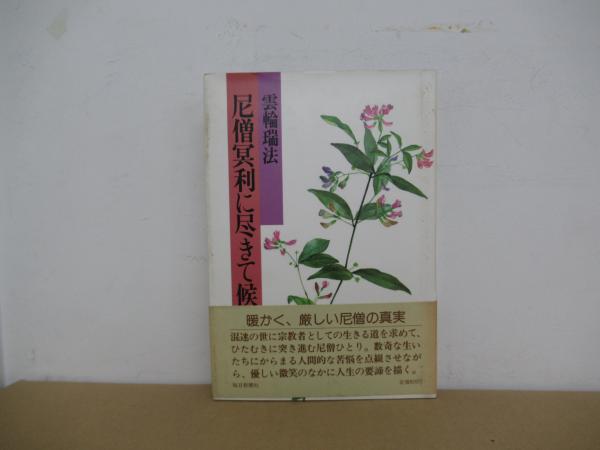 雲輪瑞法
尼僧冥利に尽きて候
暖かく、厳しい尼僧の真実
混迷の世に宗教者としての生きる道を求めて、
ひたむきに突き進む尼僧ひとり。数奇な生い
たちにからまる人間的な苦悩を点綴させなが
ら、優しい微笑のなかに人生の要諦を描く。
毎日新聞社